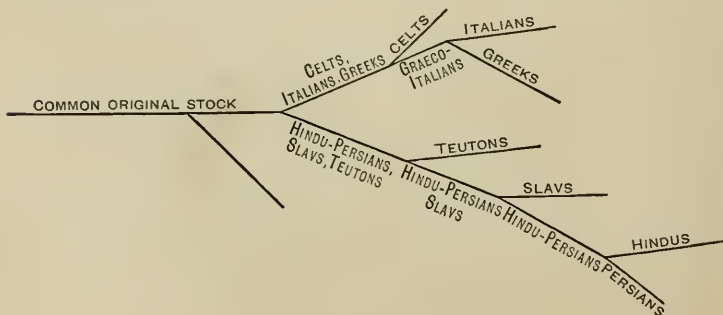 COMMON ORIGINAL STOCK
CELTS,
ITALIANS, GREEKS
CELTS
GRAECO-
ITALIANS
ITALIANS
GREEKS
HINDU-PERSIANS,
SLAVS, TEUTONS
TEUTONS
HINDU-PERSIANS
SLAVS
SLAVS
HINDU-PERSIANS
HINDUS
PERSIANS